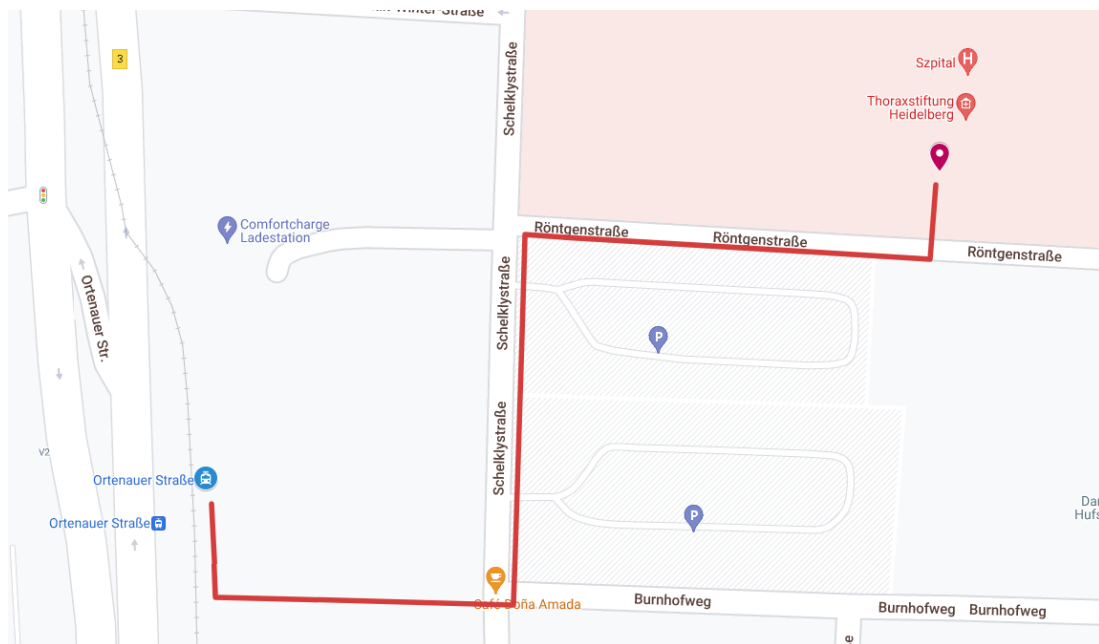 Winter-Straße
3
Schelklystraße
Szpital
H
Thoraxstiftung
Heidelberg
Comfortcharge
Ladestation
Röntgenstraße
Röntgenstraße
Röntgenstraße
Schelklystraße
Ortenauer Str.
P
Schelklystraße
V2
Ortenauer Straße
Ortenauer Straße
P
Café Doña Amada
Burnhofweg
Burnhofweg
Burnhofweg